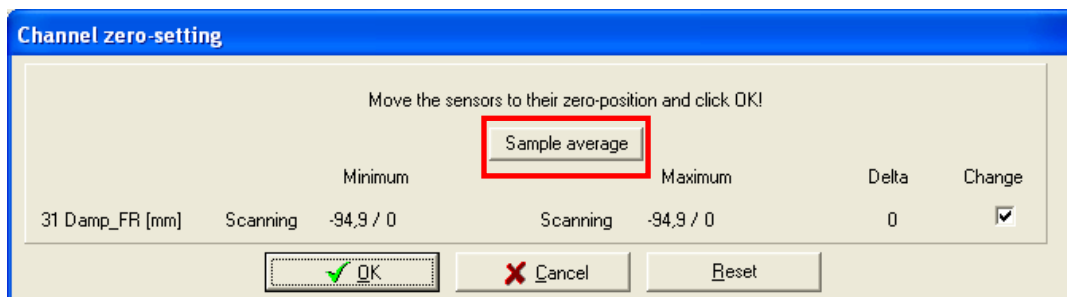 Channel zero-setting
Move the sensors to their zero-position and click OK!
Sample average
Minimum Maximum Delta Change
31 Damp_FR [mm] Scanning -94,9 / 0 Scanning -94,9 / 0 0
OK Cancel Reset